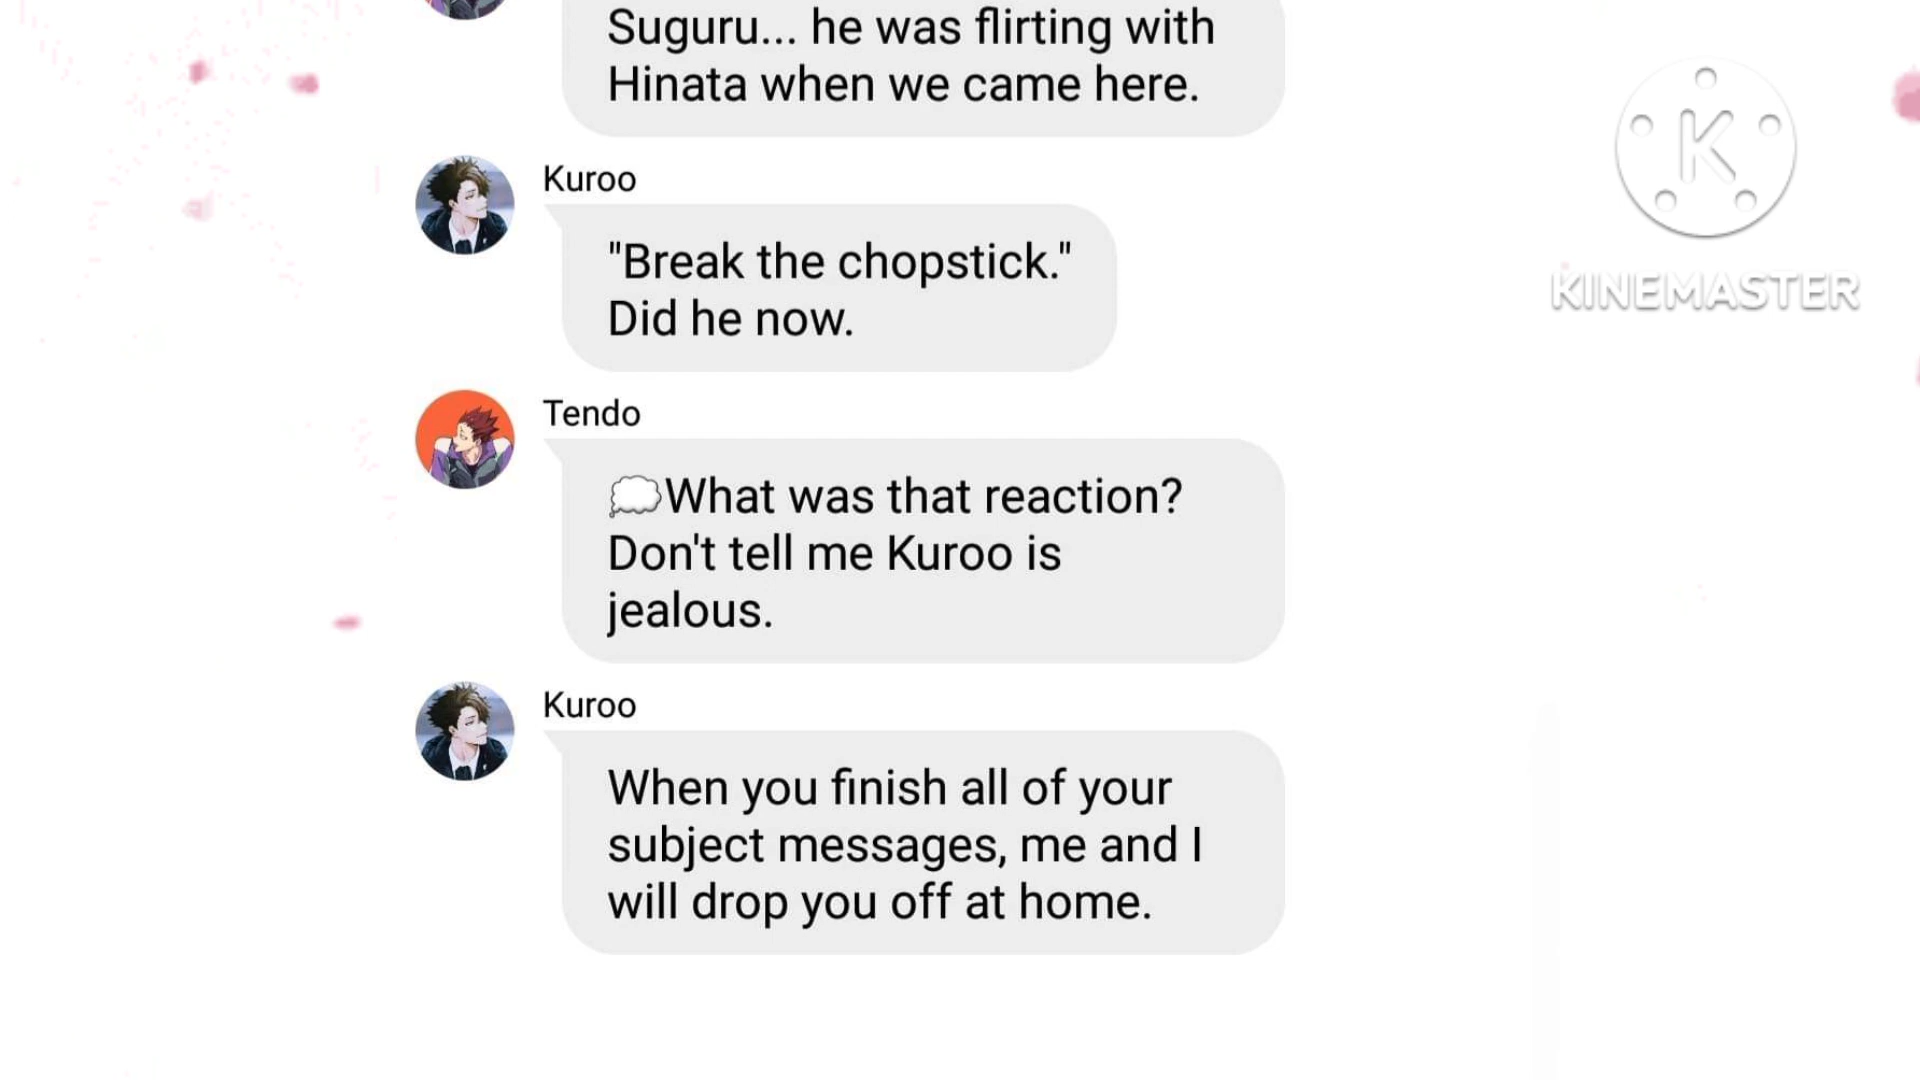 Suguru... he was flirting with
Hinata when we came here.
Kuroo
"Break the chopstick."
Did he now.
Tendo
💭What was that reaction?
Don't tell me Kuroo is
jealous.
Kuroo
When you finish all of your
subject messages, me and I
will drop you off at home.
K
KINEMASTER